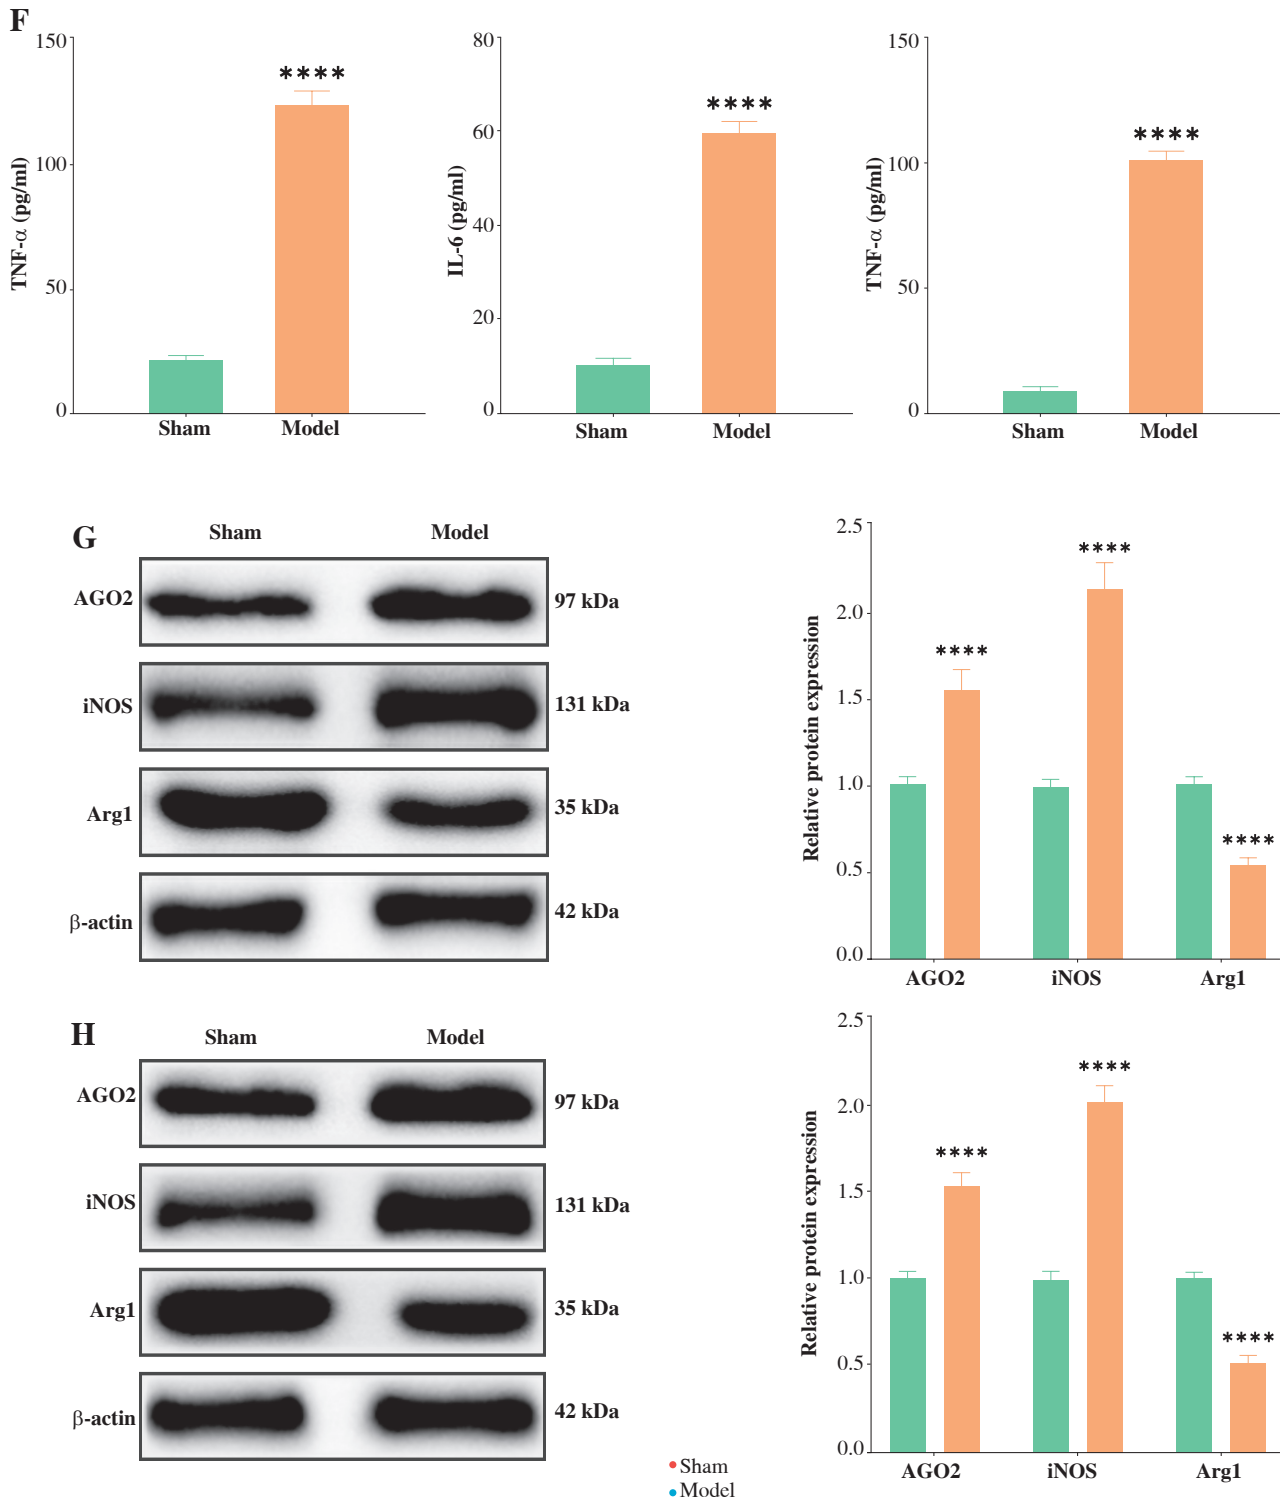 F
150
100
50
0
TNF-α (pg/ml)
****
Sham Model
80
60
40
20
0
IL-6 (pg/ml)
****
Sham Model
150
100
50
0
TNF-α (pg/ml)
****
Sham Model
G
Sham Model
AGO2 97 kDa
iNOS 131 kDa
Arg1 35 kDa
β-actin 42 kDa
2.5
2.0
1.5
1.0
0.5
0.0
Relative protein expression
****
****
****
AGO2 iNOS Arg1
H
Sham Model
AGO2 97 kDa
iNOS 131 kDa
Arg1 35 kDa
β-actin 42 kDa
2.5
2.0
1.5
1.0
0.5
0.0
Relative protein expression
****
****
****
AGO2 iNOS Arg1
Sham
Model